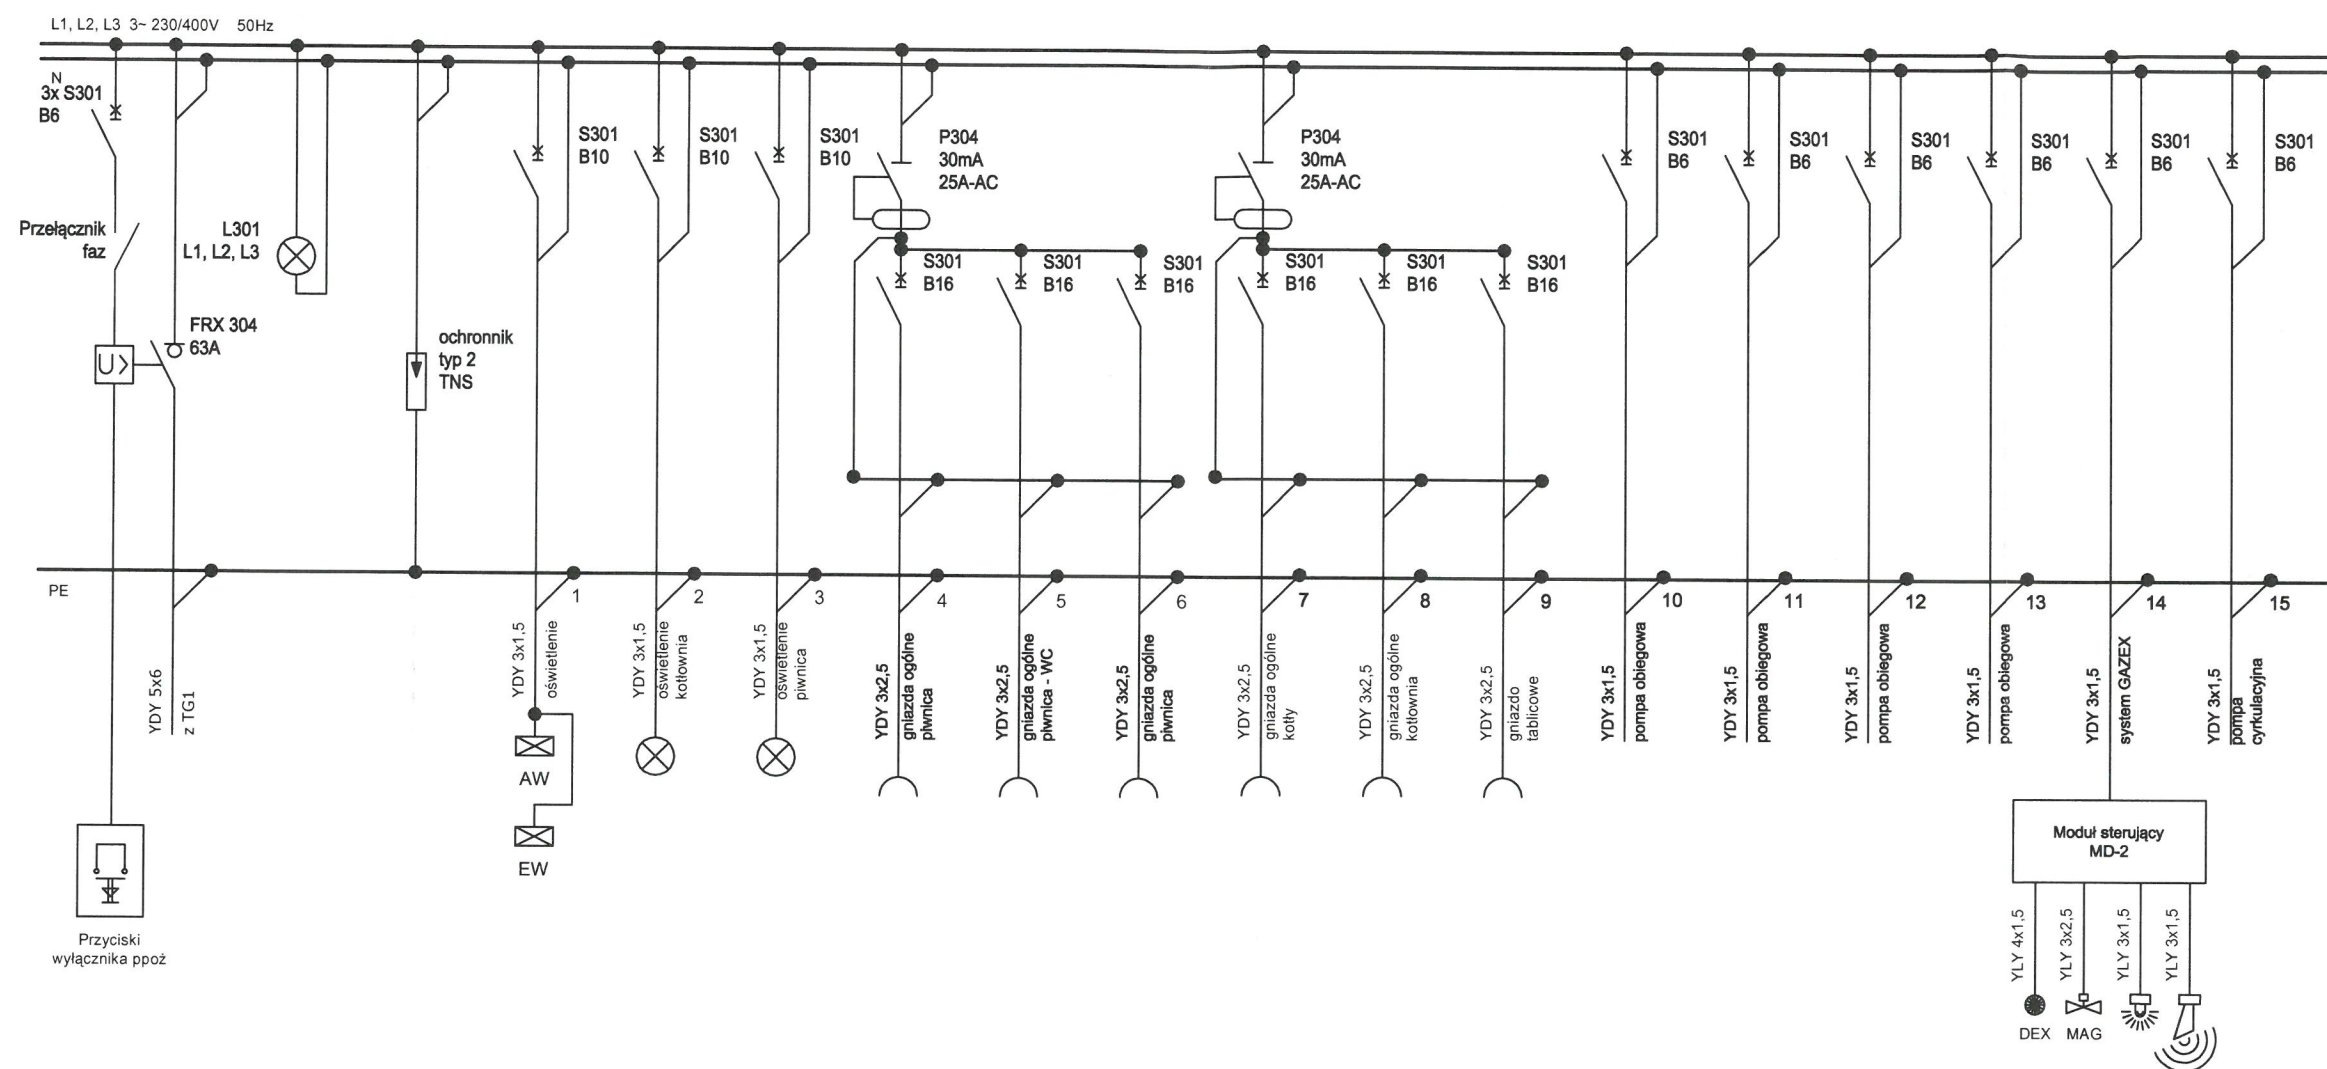 L1, L2, L3 3~ 230/400V 50Hz
N
3x S301
B6
Przełącznik
faz
L301
L1, L2, L3
FRX 304
63A
U>
ochronnik
typ 2
TNS
S301
B10
S301
B10
S301
B10
P304
30mA
25A-AC
S301
B16
S301
B16
S301
B16
P304
30mA
25A-AC
S301
B16
S301
B16
S301
B16
S301
B6
S301
B6
S301
B6
S301
B6
S301
B6
S301
B6
PE
1
2
3
4
5
6
7
8
9
10
11
12
13
14
15
YDY 5x6
z TG1
YDY 3x1,5
oświetlenie
YDY 3x1,5
oświetlenie
kotłownia
YDY 3x1,5
oświetlenie
piwnica
YDY 3x2,5
gniazda ogólne
piwnica
YDY 3x2,5
gniazda ogólne
piwnica - WC
YDY 3x2,5
gniazda ogólne
piwnica
YDY 3x2,5
gniazda ogólne
kotły
YDY 3x2,5
gniazda ogólne
kotłownia
YDY 3x2,5
gniazdo
tablicowe
YDY 3x1,5
pompa obiegowa
YDY 3x1,5
pompa obiegowa
YDY 3x1,5
pompa obiegowa
YDY 3x1,5
pompa obiegowa
YDY 3x1,5
system GAZEX
YDY 3x1,5
pompa
cyrkulacyjna
AW
EW
Przyciski
wyłącznika ppoż
Moduł sterujący
MD-2
YLY 4x1,5
YLY 3x2,5
YLY 3x1,5
YLY 3x1,5
DEX
MAG